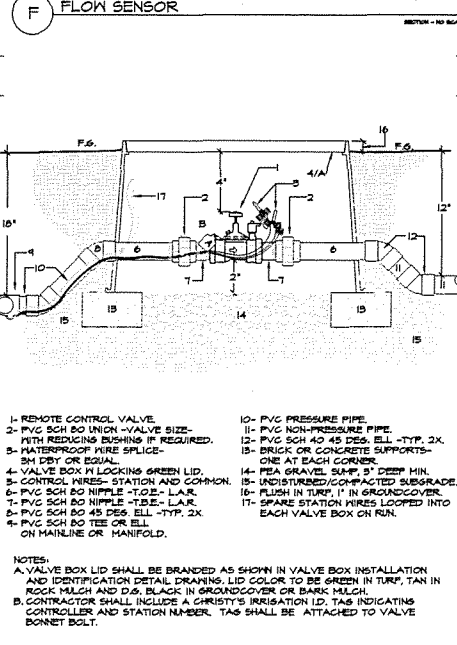 F FLOW SENSOR
SECTION - NO SCALE
16
F.G.
F.G.
1
4/A
4"
2
3
2
17
18"
12"
B
9
10
8
6
7
6
12
11
7
2"
7
13
14
13
15
15
1- REMOTE CONTROL VALVE
2- PVC SCH 80 UNION -VALVE SIZE-
WITH REDUCING BUSHING IF REQUIRED.
3- WATERPROOF WIRE SPLICE-
3M DBY OR EQUAL.
4- VALVE BOX W LOCKING GREEN LID.
5- CONTROL WIRES- STATION AND COMMON.
6- PVC SCH 80 NIPPLE -T.O.E.- L.A.R.
7- PVC SCH 80 NIPPLE -T.B.E.- L.A.R.
8- PVC SCH 80 45 DEG. ELL -TYP. 2X.
9- PVC SCH 80 TEE OR ELL
ON MAINLINE OR MANIFOLD.
10- PVC PRESSURE PIPE.
11- PVC NON-PRESSURE PIPE.
12- PVC SCH 40 45 DEG. ELL -TYP. 2X.
13- BRICK OR CONCRETE SUPPORTS-
ONE AT EACH CORNER.
14- PEA GRAVEL SUMP, 3" DEEP MIN.
15- UNDISTURBED/COMPACTED SUBGRADE.
16- FLUSH IN TURF, 1" IN GROUNDCOVER.
17- SPARE STATION WIRES LOOPED INTO
EACH VALVE BOX ON RUN.
NOTES:
A. VALVE BOX LID SHALL BE BRANDED AS SHOWN IN VALVE BOX INSTALLATION
AND IDENTIFICATION DETAIL DRAWING. LID COLOR TO BE GREEN IN TURF, TAN IN
ROCK MULCH AND D.G. BLACK IN GROUNDCOVER OR BARK MULCH.
B. CONTRACTOR SHALL INCLUDE A CHRISTY'S IRRIGATION I.D. TAG INDICATING
CONTROLLER AND STATION NUMBER. TAG SHALL BE ATTACHED TO VALVE
BONNET BOLT.